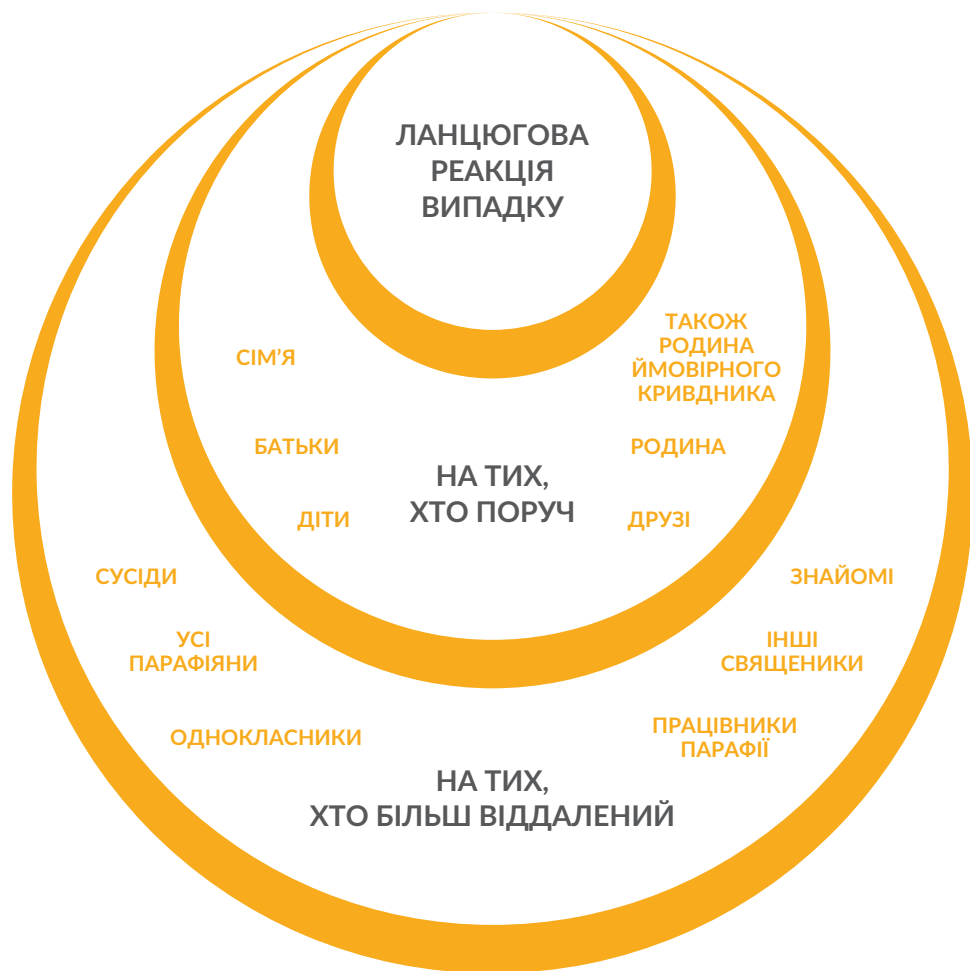 ЛАНЦЮГОВА
РЕАКЦІЯ
ВИПАДКУ
СІМ'Я
БАТЬКИ
ДІТИ
ТАКОЖ
РОДИНА
ЙМОВІРНОГО
КРИВДНИКА
РОДИНА
ДРУЗІ
НА ТИХ,
ХТО ПОРУЧ
СУСІДИ
УСІ
ПАРАФІЯНИ
ОДНОКЛАСНИКИ
ЗНАЙОМІ
ІНШІ
СВЯЩЕНИКИ
ПРАЦІВНИКИ
ПАРАФІЇ
НА ТИХ,
ХТО БІЛЬШ ВІДДАЛЕНИЙ